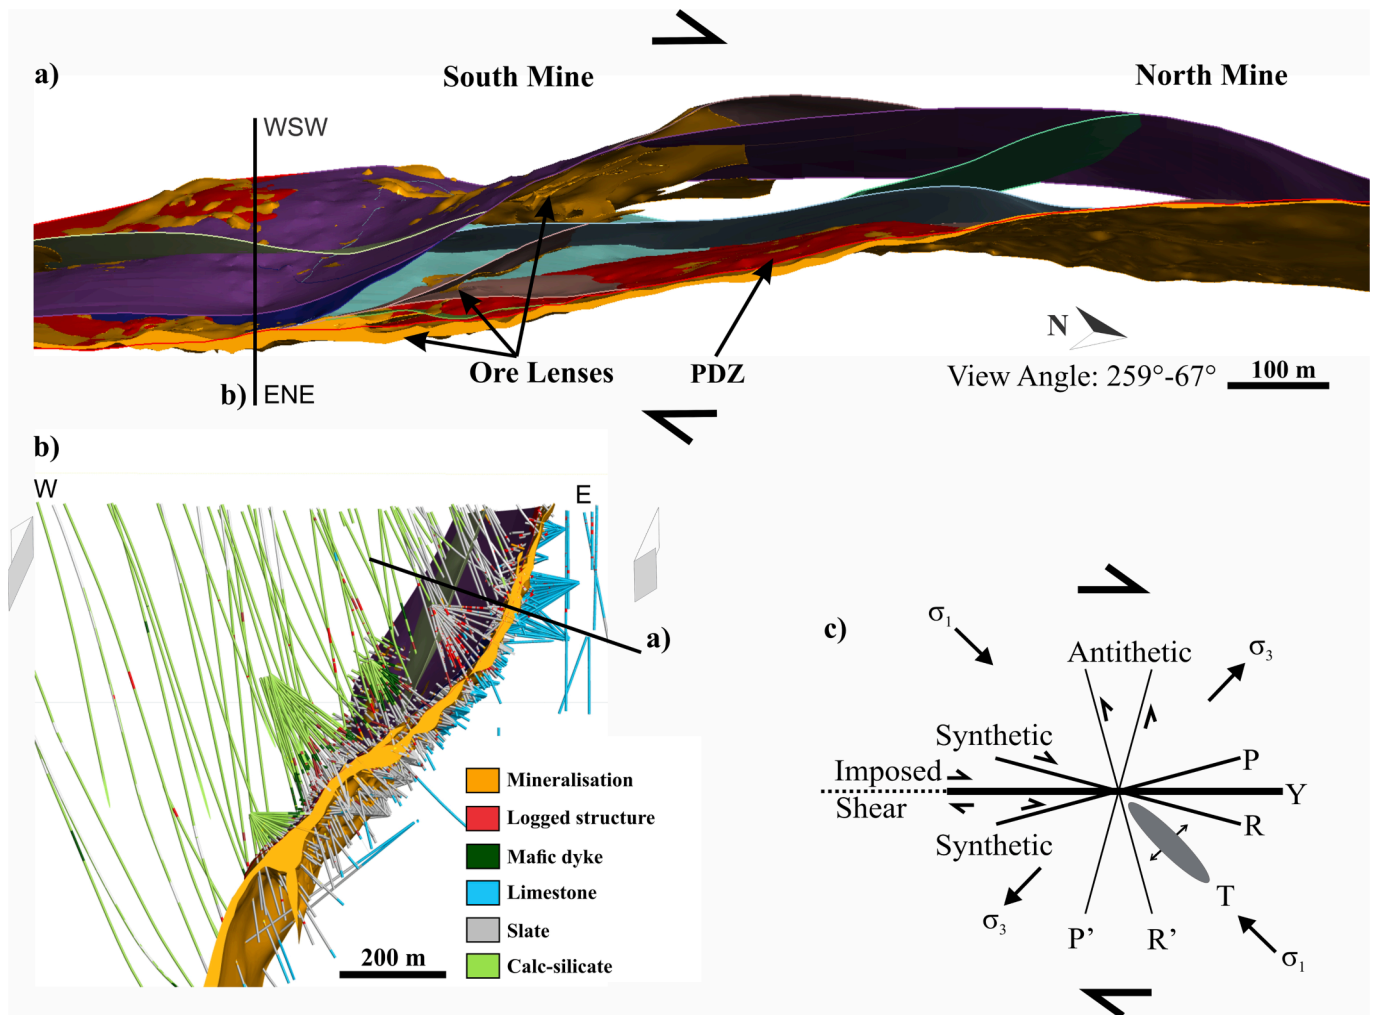 a)
South Mine
North Mine
WSW
N
Ore Lenses
PDZ
View Angle: 259°-67°
100 m
b)
ENE
b)
W
E
a)
Mineralisation
Logged structure
Mafic dyke
Limestone
Slate
Calc-silicate
200 m
c)
σ1
Antithetic
σ3
Synthetic
P
Imposed
Y
Shear
R
Synthetic
T
σ3
P’
R’
σ1